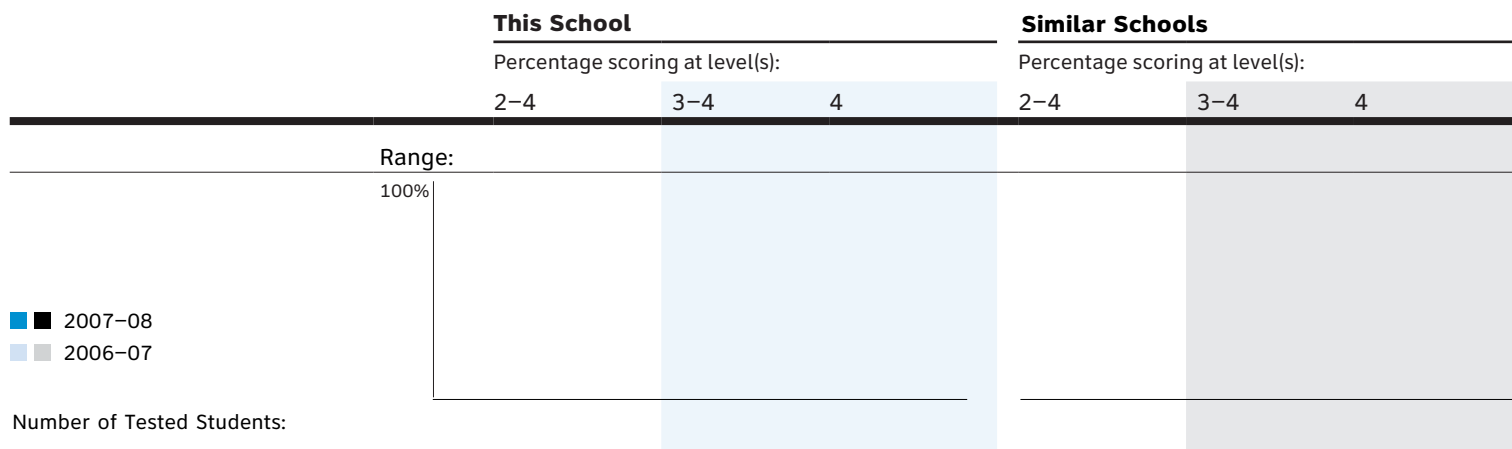 This School Similar Schools
Percentage scoring at level(s): Percentage scoring at level(s):
2–4 3–4 4 2–4 3–4 4
Range:
100%
2007–08
2006–07
Number of Tested Students: